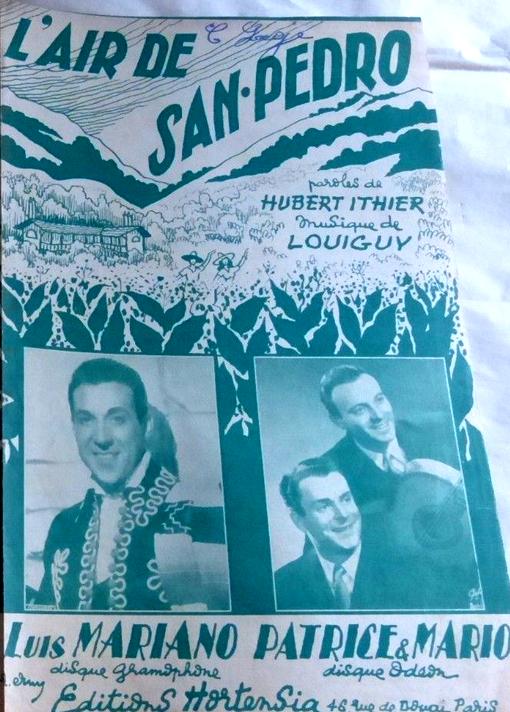 L'AIR DE
SAN-PEDRO
paroles de
HUBERT ITHIER
musique de
LOUIGUY
LUIS MARIANO PATRICE & MARIO
disque gramophone disque Odéon
Editions Hortensia 46 Rue de Douai Paris